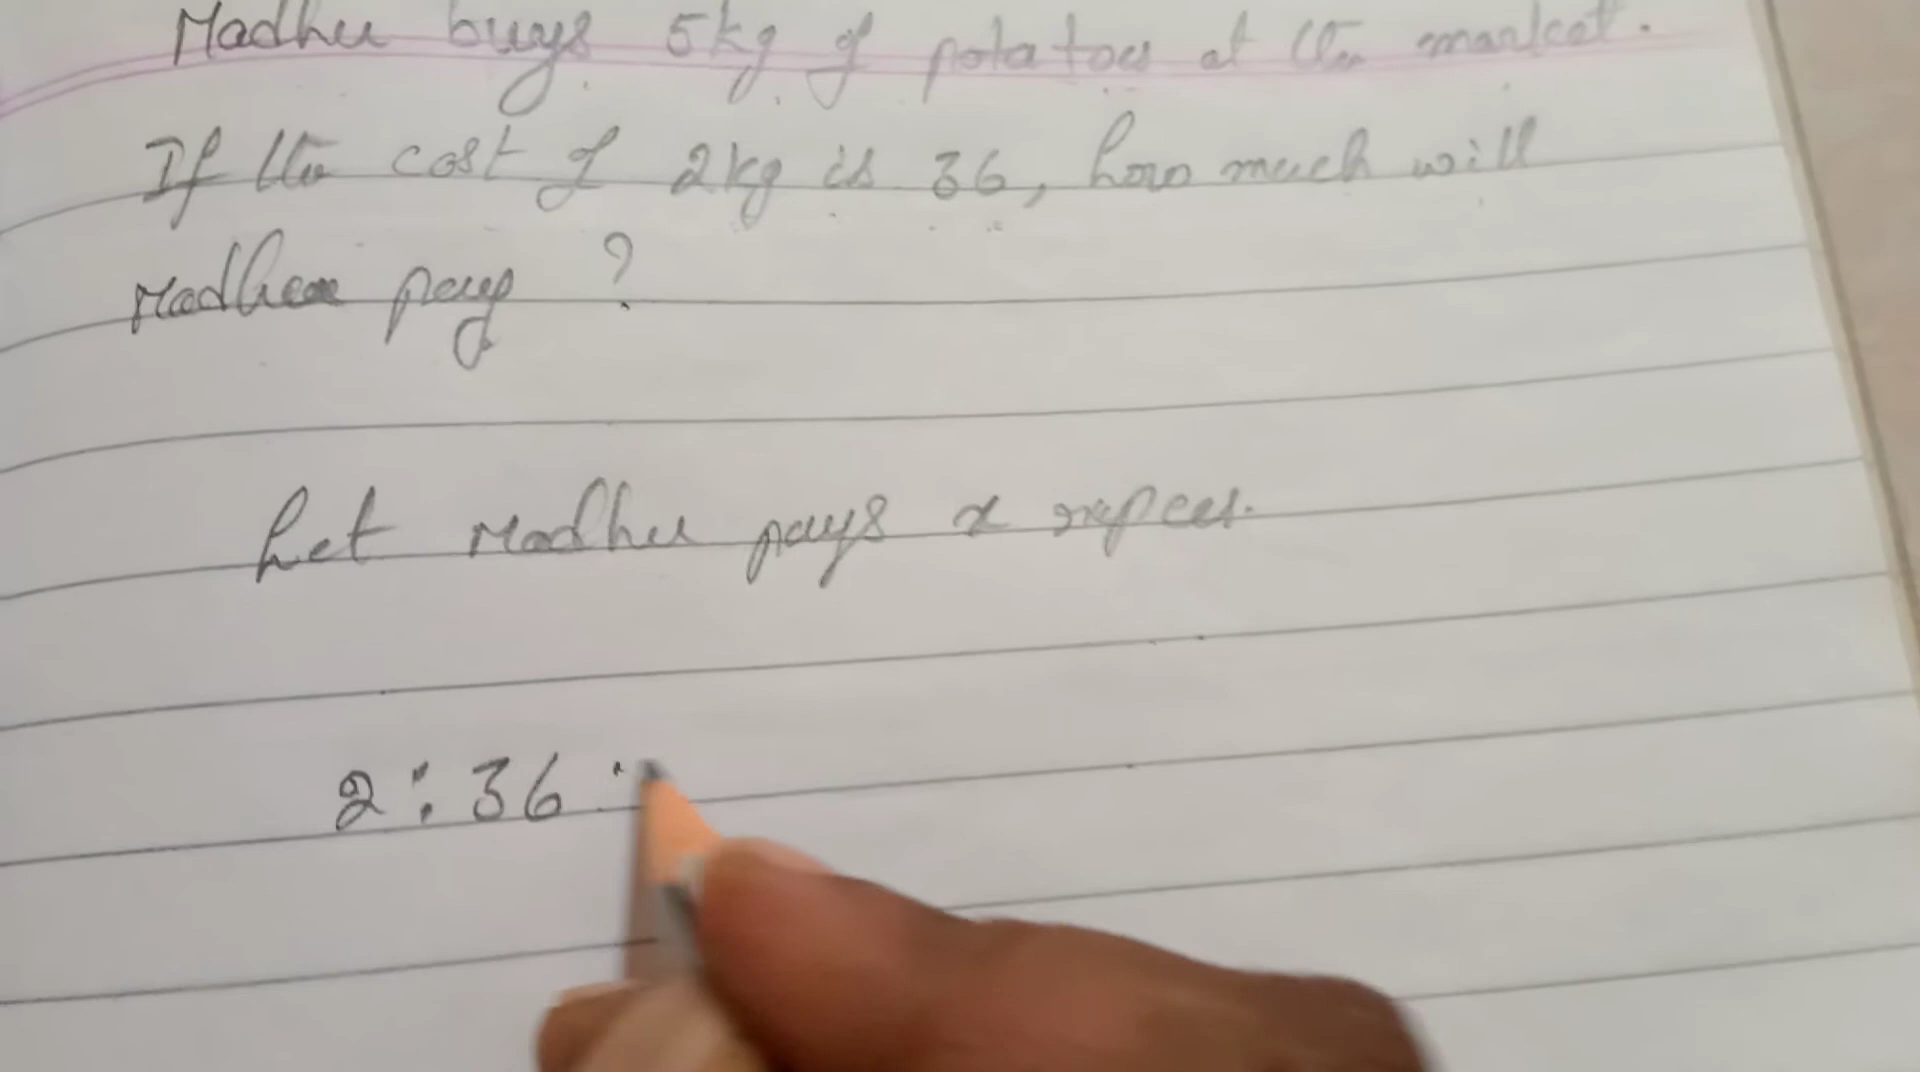 Madhu buys 5kg of potatoes at the market.
If the cost of 2kg is 36, how much will
Madhu pay ?
Let Madhu pays x rupees.
2 : 36 :